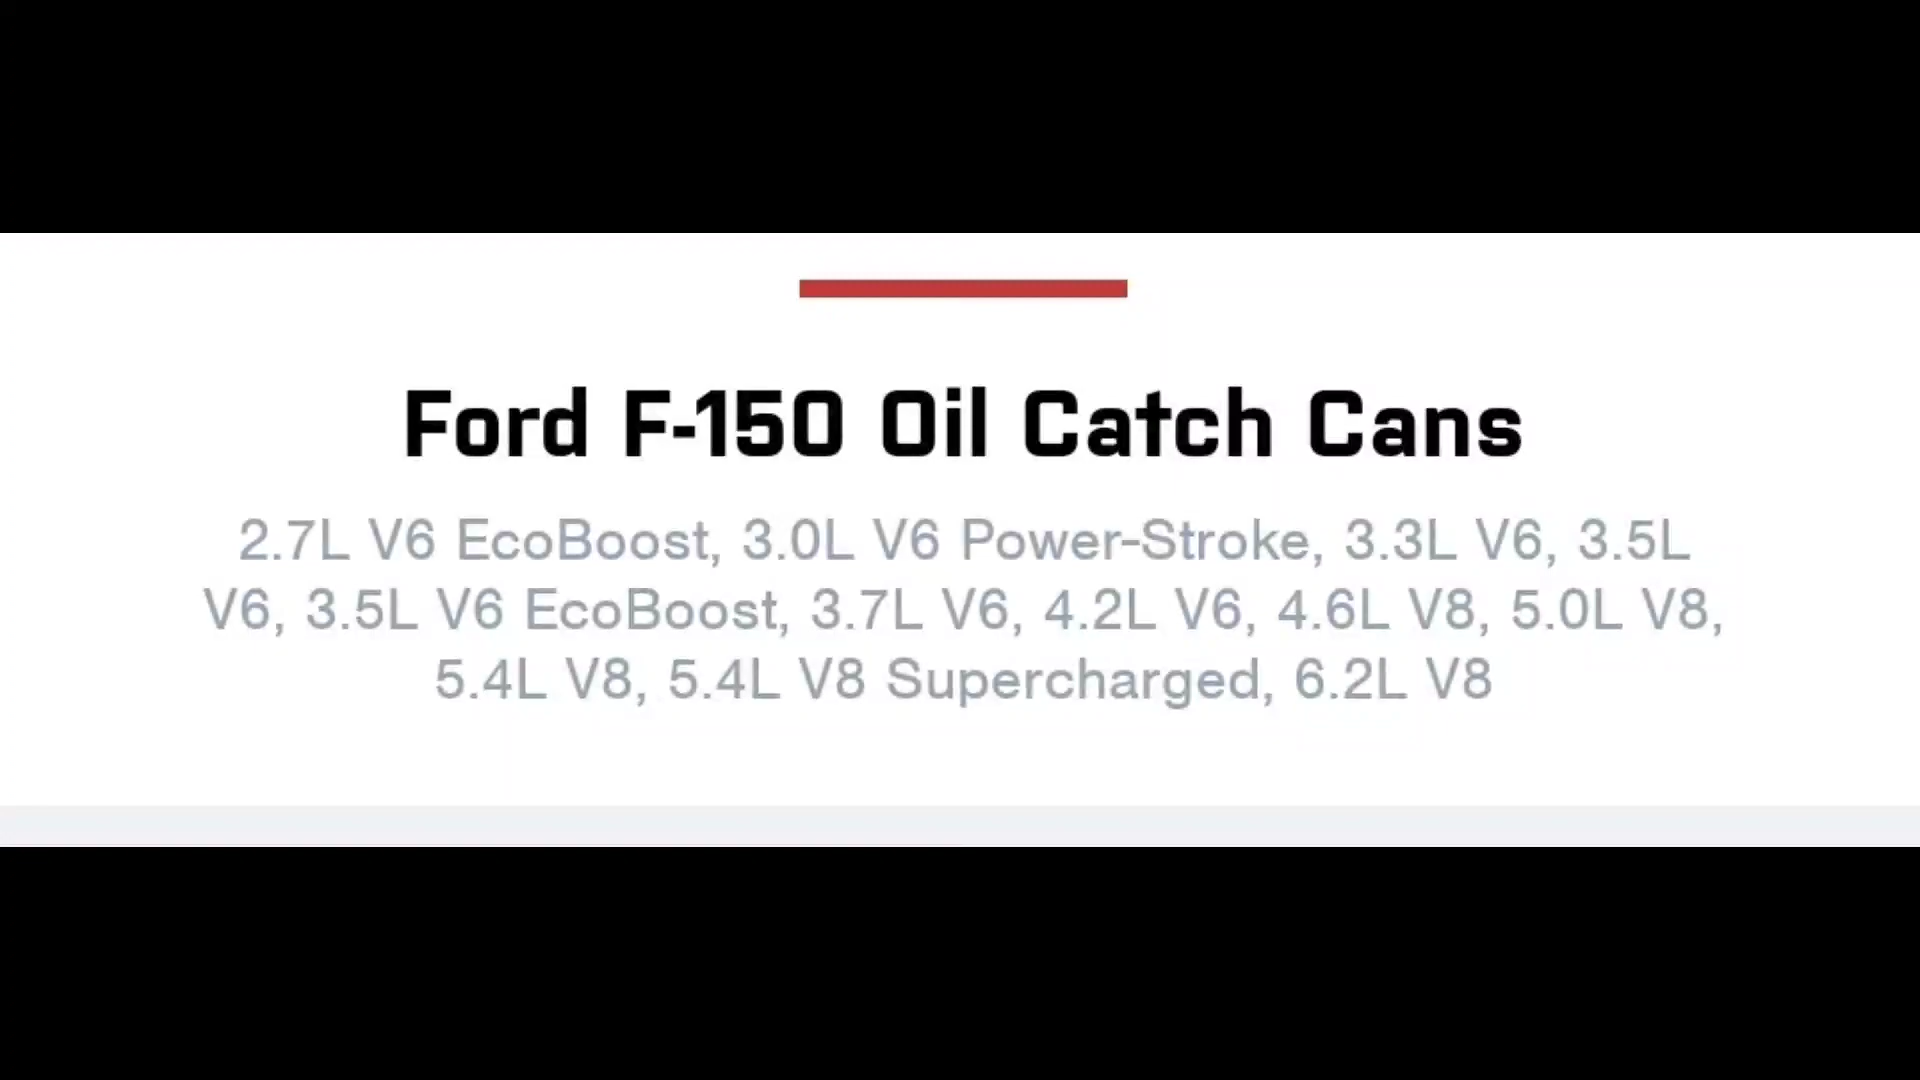 Ford F-150 Oil Catch Cans
2.7L V6 EcoBoost, 3.0L V6 Power-Stroke, 3.3L V6, 3.5L
V6, 3.5L V6 EcoBoost, 3.7L V6, 4.2L V6, 4.6L V8, 5.0L V8,
5.4L V8, 5.4L V8 Supercharged, 6.2L V8